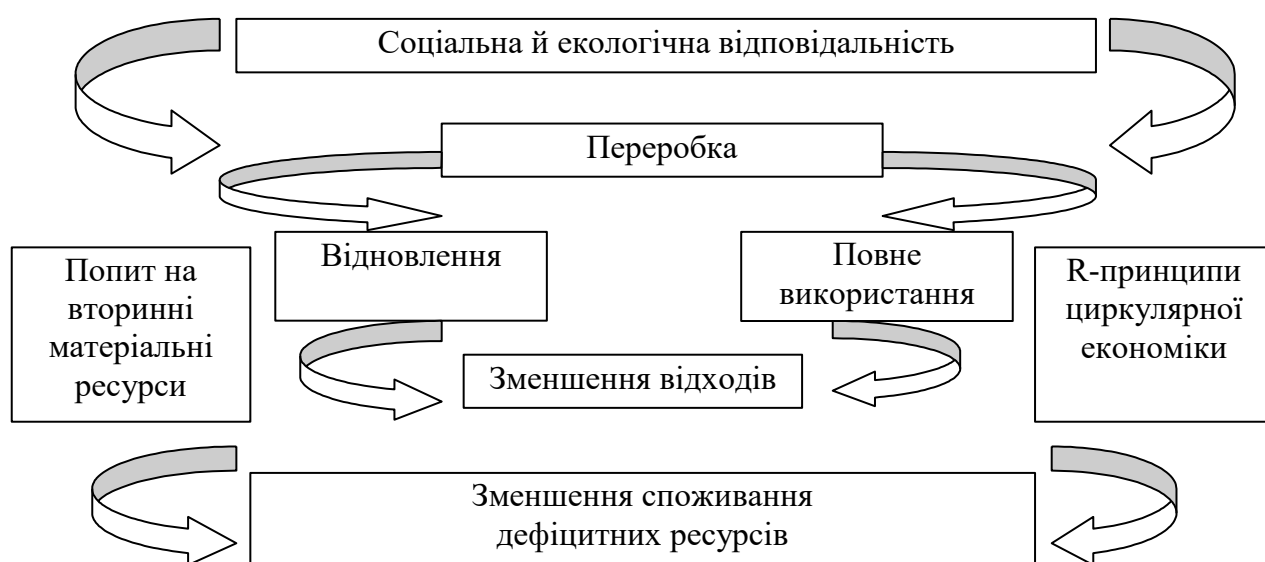 Соціальна й екологічна відповідальність
Переробка
Відновлення
Повне
використання
Попит на
вторинні
матеріальні
ресурси
R-принципи
циркулярної
економіки
Зменшення відходів
Зменшення споживання
дефіцитних ресурсів